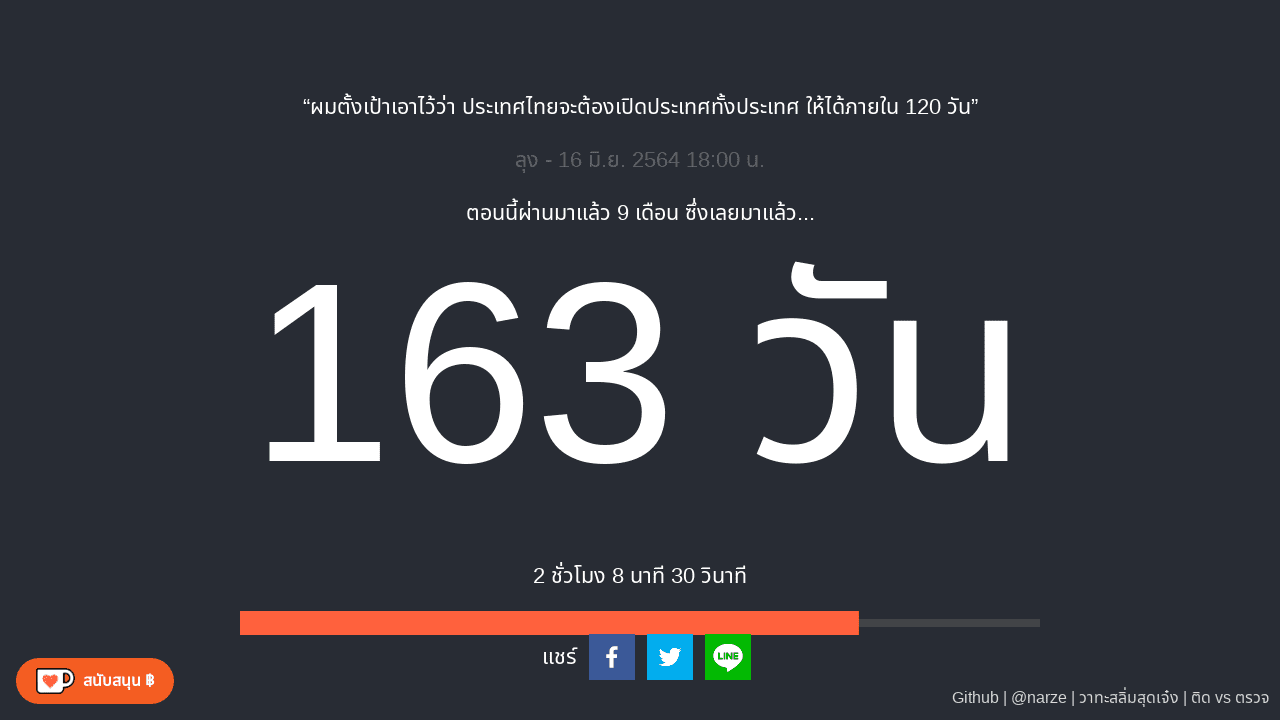 “ผมตั้งเป้าเอาไว้ว่า ประเทศไทยจะต้องเปิดประเทศทั้งประเทศ ให้ได้ภายใน 120 วัน”
ลุง - 16 มิ.ย. 2564 18:00 น.
ตอนนี้ผ่านมาแล้ว 9 เดือน ซึ่งเลยมาแล้ว...
163 วัน
2 ชั่วโมง 8 นาที 30 วินาที
แชร์
LINE
สนับสนุน ฿
Github | @narze | วาทะสลิ่มสุดเจ๋ง | ติด vs ตรวจ